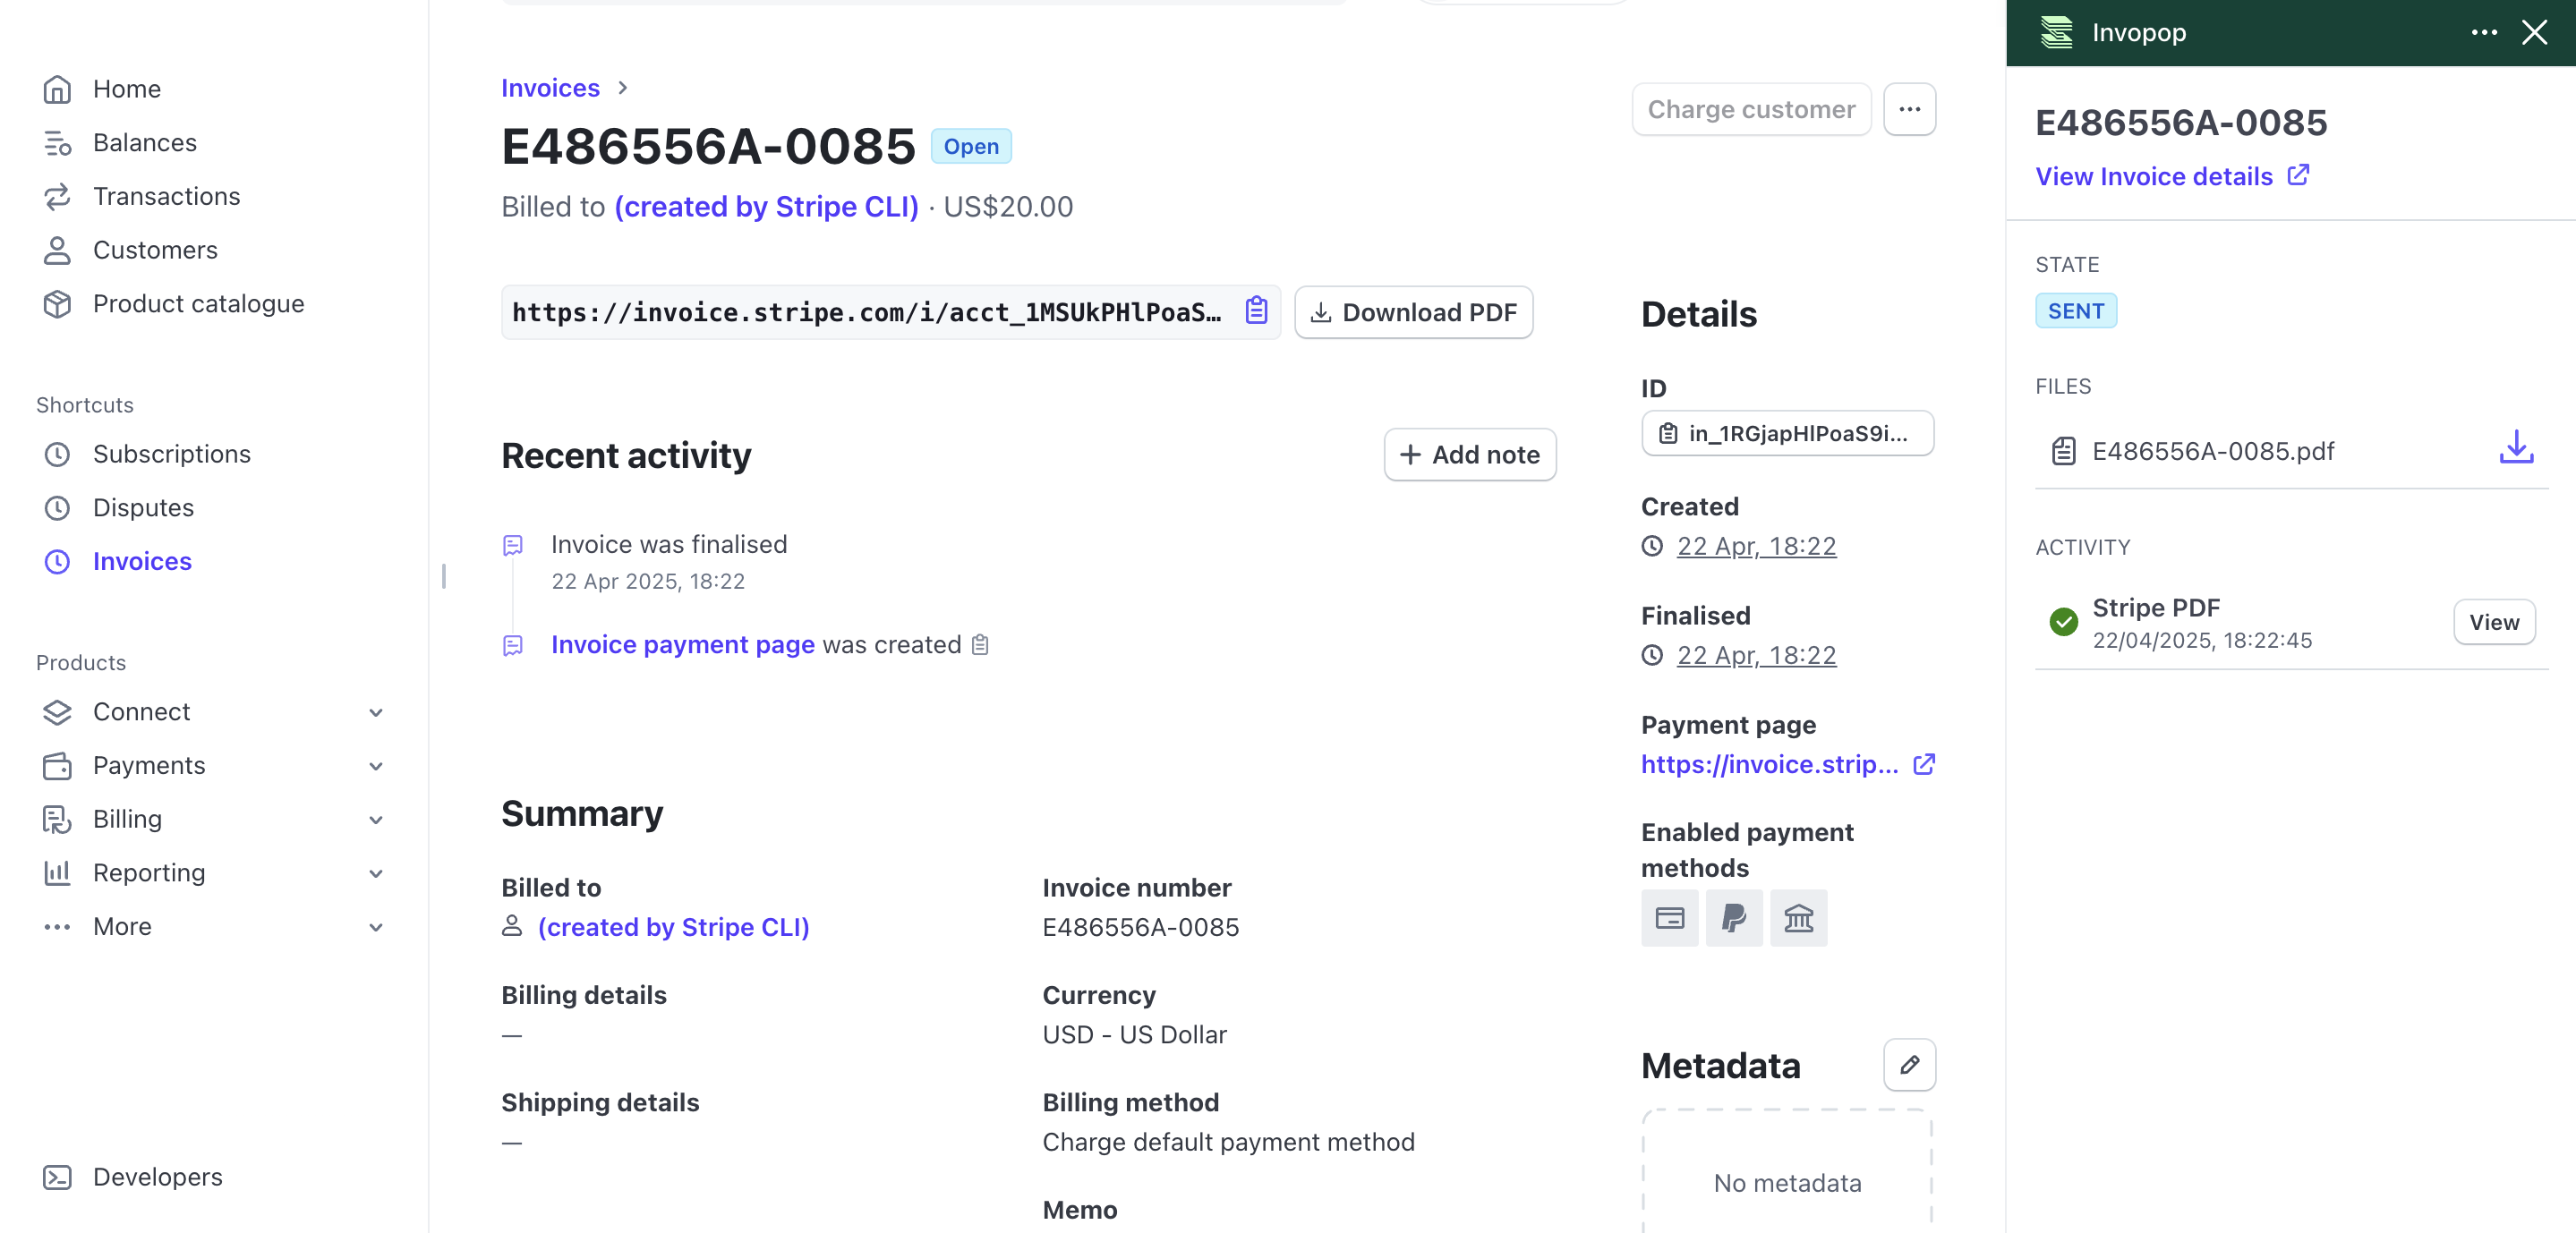 Home
Balances
Transactions
Customers
Product catalogue
Shortcuts
Subscriptions
Disputes
Invoices
Products
Connect
Payments
Billing
Reporting
More
Developers
Invoices
E486556A-0085 Open
Billed to (created by Stripe CLI) · US$20.00
Charge customer
https://invoice.stripe.com/i/acct_1MSUkPHlPoaS…
Download PDF
Recent activity
Add note
Invoice was finalised
22 Apr 2025, 18:22
Invoice payment page was created
Summary
Billed to
(created by Stripe CLI)
Billing details
—
Shipping details
—
Invoice number
E486556A-0085
Currency
USD - US Dollar
Billing method
Charge default payment method
Memo
Details
ID
in_1RGjapHlPoaS9i…
Created
22 Apr, 18:22
Finalised
22 Apr, 18:22
Payment page
https://invoice.strip…
Enabled payment
methods
Metadata
No metadata
Invopop
E486556A-0085
View Invoice details
STATE
SENT
FILES
E486556A-0085.pdf
ACTIVITY
Stripe PDF
22/04/2025, 18:22:45
View